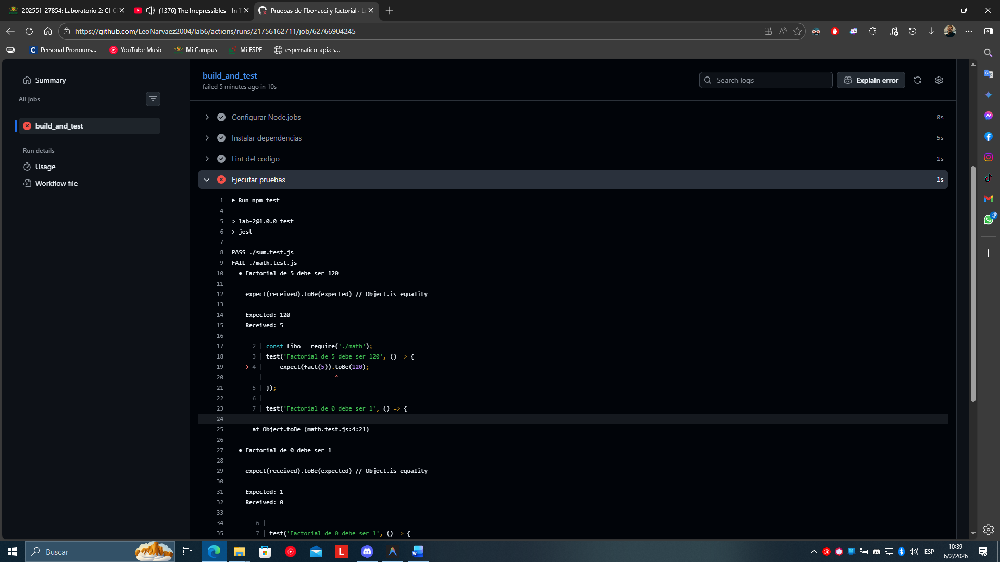 202551_27854: Laboratorio 2: CI-C
(1376) The Irrepressibles - In T
Pruebas de fibonacci y factorial · L
https://github.com/LeoNarvaez2004/lab6/actions/runs/21756162711/job/62766904245
Personal Pronouns...
YouTube Music
Mi Campus
Mi ESPE
espematico-api.es...
Summary
All jobs
build_and_test
Run details
Usage
Workflow file
build_and_test
failed 5 minutes ago in 10s
Search logs
Explain error
Configurar Node.jobs 0s
Instalar dependencias 5s
Lint del codigo 1s
Ejecutar pruebas 1s
1 Run npm test
4
5 > lab-2@1.0.0 test
6 > jest
7
8 PASS ./sum.test.js
9 FAIL ./math.test.js
10 ● Factorial de 5 debe ser 120
11
12 expect(received).toBe(expected) // Object.is equality
13
14 Expected: 120
15 Received: 5
16
17 2 | const fibo = require('./math');
18 3 | test('Factorial de 5 debe ser 120', () => {
19 > 4 | expect(fact(5)).toBe(120);
20 | ^
21 5 | });
22 6 |
23 7 | test('Factorial de 0 debe ser 1', () => {
24
25 at Object.toBe (math.test.js:4:21)
26
27 ● Factorial de 0 debe ser 1
28
29 expect(received).toBe(expected) // Object.is equality
30
31 Expected: 1
32 Received: 0
33
34 6 |
35 7 | test('Factorial de 0 debe ser 1', () => {
Buscar
ESP
10:39
6/2/2026